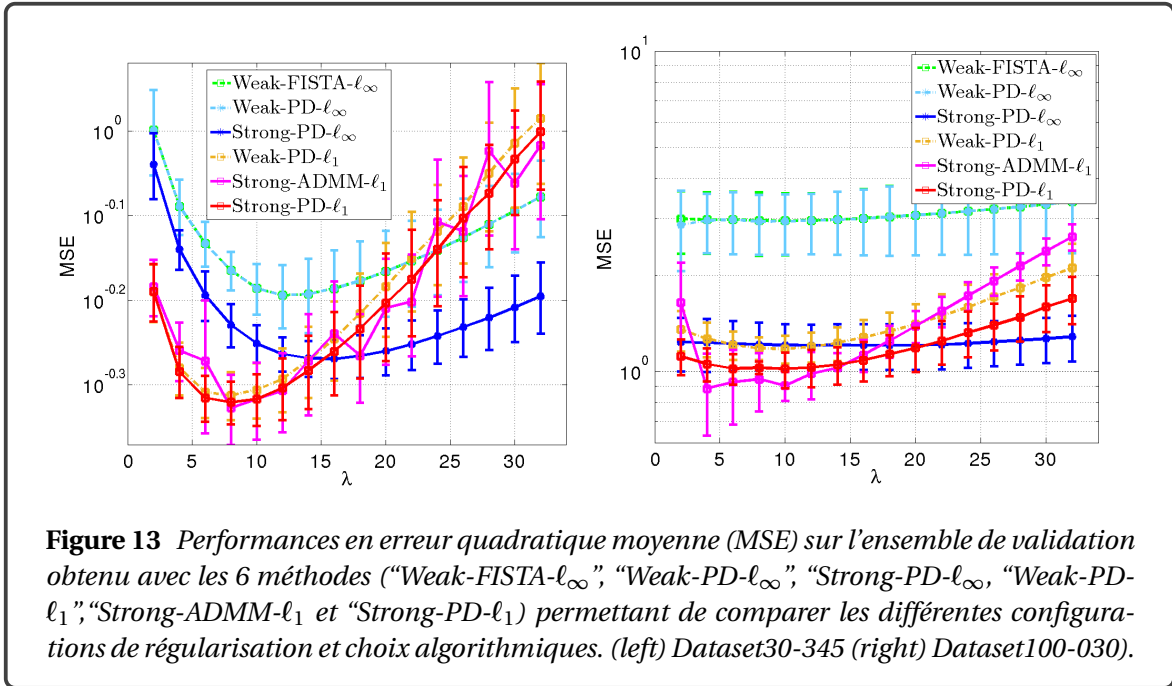 Weak-FISTA-ℓ∞
Weak-PD-ℓ∞
Strong-PD-ℓ∞
Weak-PD-ℓ1
Strong-ADMM-ℓ1
Strong-PD-ℓ1
MSE
10^0
10^-0.1
10^-0.2
10^-0.3
0 5 10 15 20 25 30
λ
Weak-FISTA-ℓ∞
Weak-PD-ℓ∞
Strong-PD-ℓ∞
Weak-PD-ℓ1
Strong-ADMM-ℓ1
Strong-PD-ℓ1
MSE
10^1
10^0
0 5 10 15 20 25 30
λ
Figure 13 Performances en erreur quadratique moyenne (MSE) sur l'ensemble de validation
obtenu avec les 6 méthodes (“Weak-FISTA-ℓ∞”, “Weak-PD-ℓ∞”, “Strong-PD-ℓ∞, “Weak-PD-
ℓ1”,“Strong-ADMM-ℓ1 et “Strong-PD-ℓ1) permettant de comparer les différentes configura-
tions de régularisation et choix algorithmiques. (left) Dataset30-345 (right) Dataset100-030).